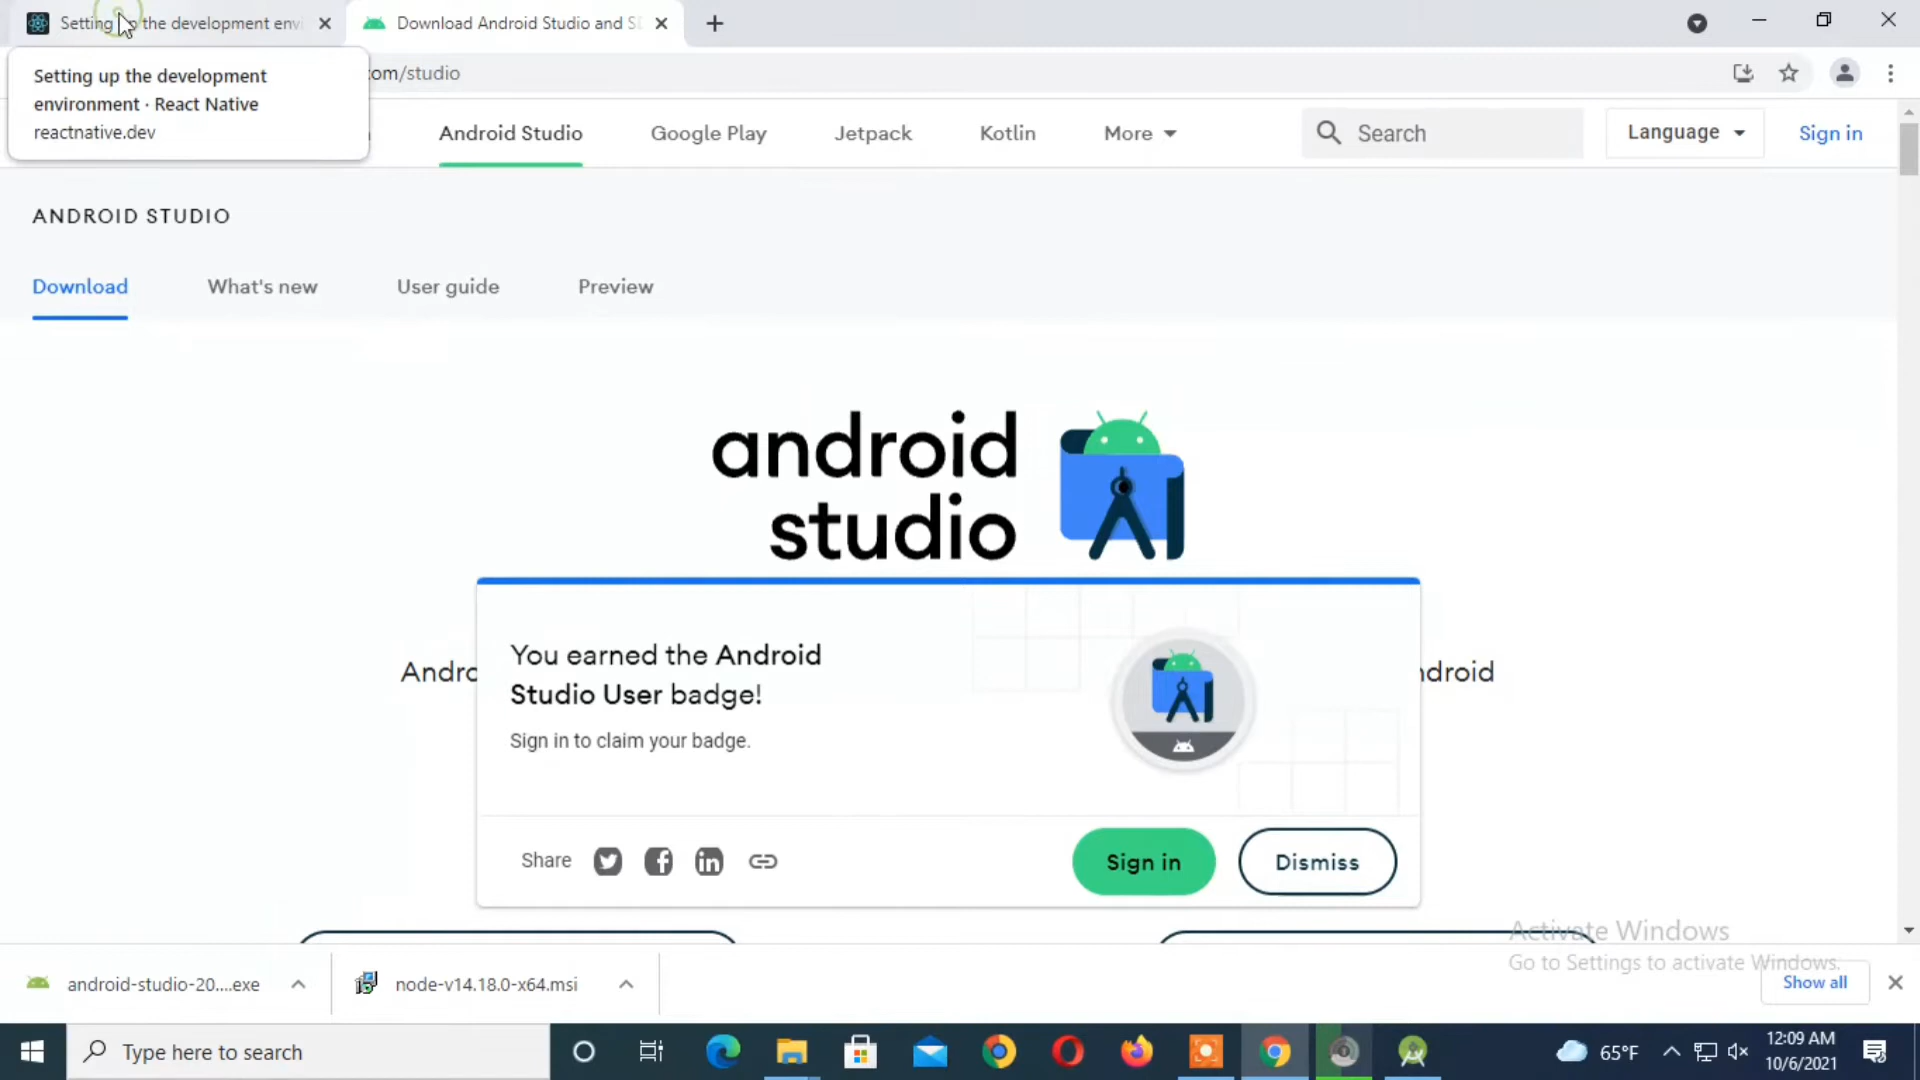 Setting up the development envi
Download Android Studio and S
Setting up the development
environment · React Native
reactnative.dev
om/studio
Android Studio
Google Play
Jetpack
Kotlin
More
Search
Language
Sign in
ANDROID STUDIO
Download
What's new
User guide
Preview
android
studio
Andro
ndroid
You earned the Android
Studio User badge!
Sign in to claim your badge.
Share
Sign in
Dismiss
Activate Windows
Go to Settings to activate Windows.
android-studio-20....exe
node-v14.18.0-x64.msi
Show all
Type here to search
65°F
12:09 AM
10/6/2021